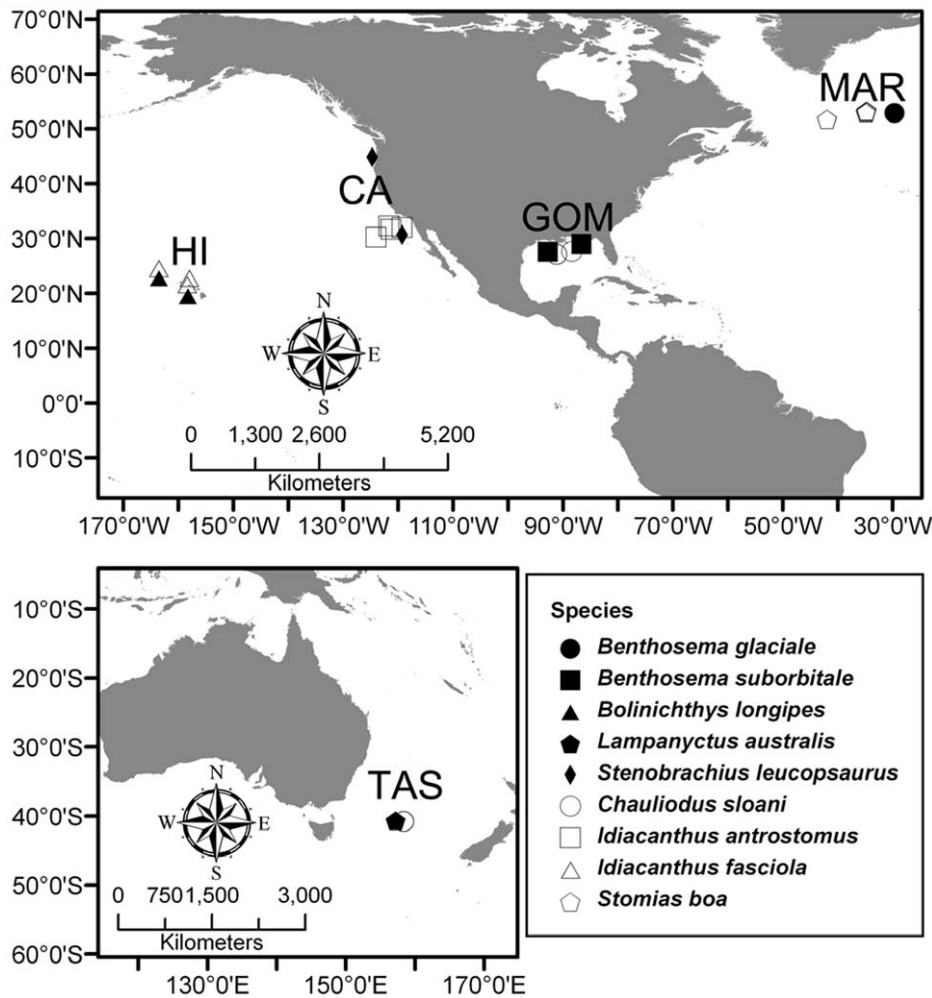 70°0'N
60°0'N
50°0'N
40°0'N
30°0'N
20°0'N
10°0'N
0°0'
10°0'S
MAR
CA
GOM
HI
N
W E
S
0 1,300 2,600 5,200
Kilometers
170°0'W 150°0'W 130°0'W 110°0'W 90°0'W 70°0'W 50°0'W 30°0'W
10°0'S
20°0'S
30°0'S
40°0'S
50°0'S
60°0'S
TAS
N
W E
S
0 750 1,500 3,000
Kilometers
130°0'E 150°0'E 170°0'E
Species
Benthosema glaciale
Benthosema suborbitale
Bolinichthys longipes
Lampanyctus australis
Stenobrachius leucopsaurus
Chauliodus sloani
Idiacanthus antrostomus
Idiacanthus fasciola
Stomias boa